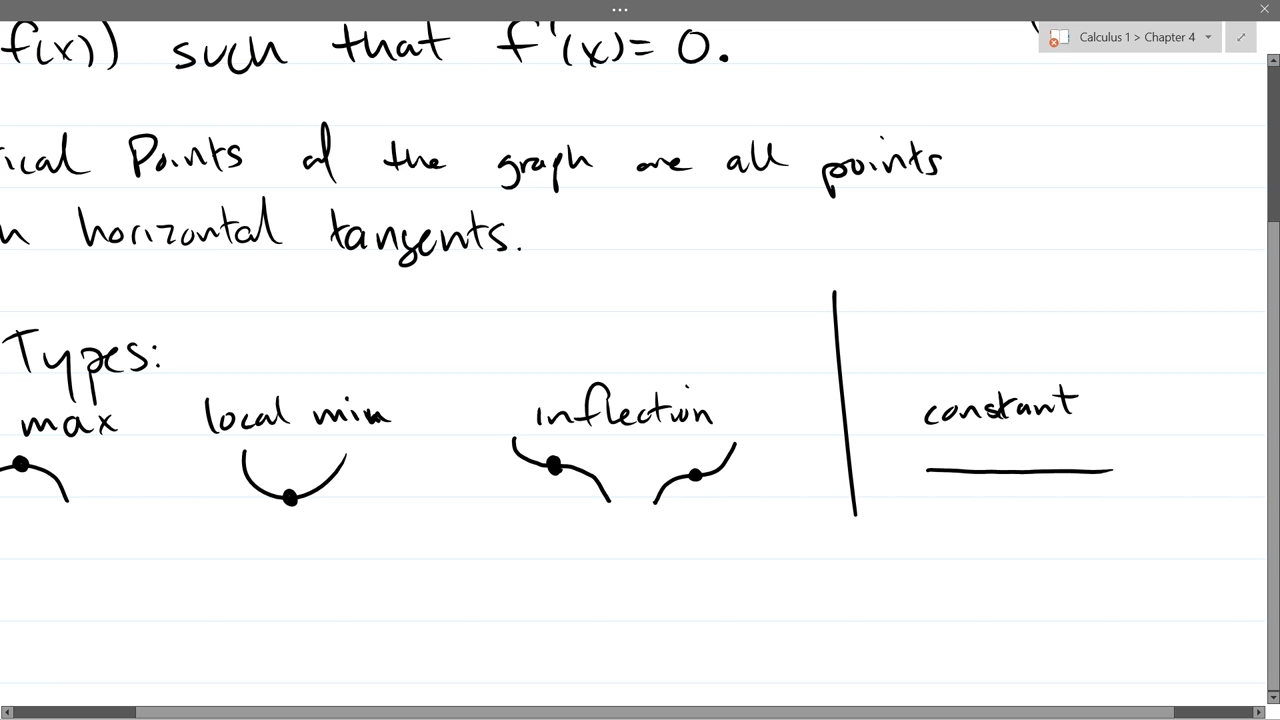 f(x)) such that f'(x)= 0.
Calculus 1 > Chapter 4
ical Points of the graph are all points
horizontal tangents.
Types:
max local min inflection constant